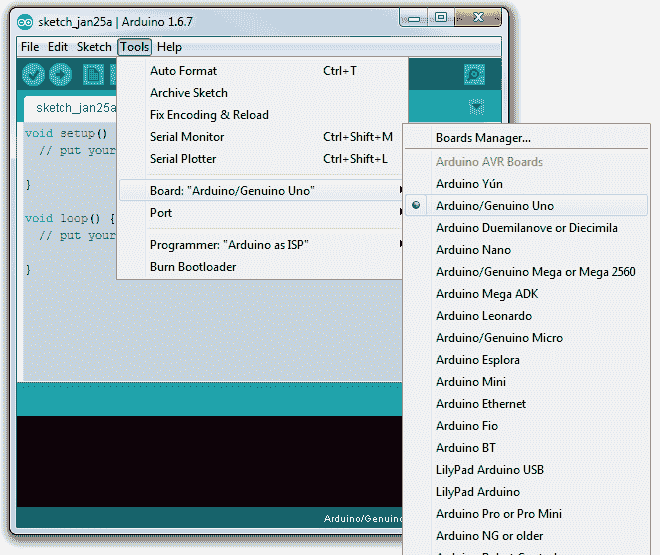 sketch_jan25a | Arduino 1.6.7
File Edit Sketch Tools Help
Auto Format Ctrl+T
Archive Sketch
Fix Encoding & Reload
Serial Monitor Ctrl+Shift+M
Serial Plotter Ctrl+Shift+L
Board: "Arduino/Genuino Uno"
Port
Programmer: "Arduino as ISP"
Burn Bootloader
sketch_jan25a
void setup()
// put your
}
void loop() {
// put your
}
Boards Manager...
Arduino AVR Boards
Arduino Yún
Arduino/Genuino Uno
Arduino Duemilanove or Diecimila
Arduino Nano
Arduino/Genuino Mega or Mega 2560
Arduino Mega ADK
Arduino Leonardo
Arduino/Genuino Micro
Arduino Esplora
Arduino Mini
Arduino Ethernet
Arduino Fio
Arduino BT
LilyPad Arduino USB
LilyPad Arduino
Arduino Pro or Pro Mini
Arduino NG or older
Arduino/Genuino